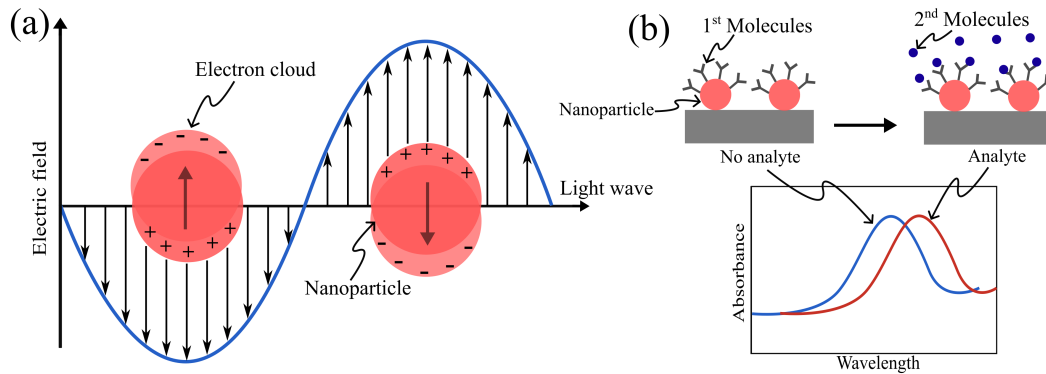 (a)
Electron cloud
Electric field
Light wave
Nanoparticle
- - - - -
+ + + + +
+ + + +
- - - - -
(b)
1st Molecules
2nd Molecules
Nanoparticle
No analyte
Analyte
Absorbance
Wavelength